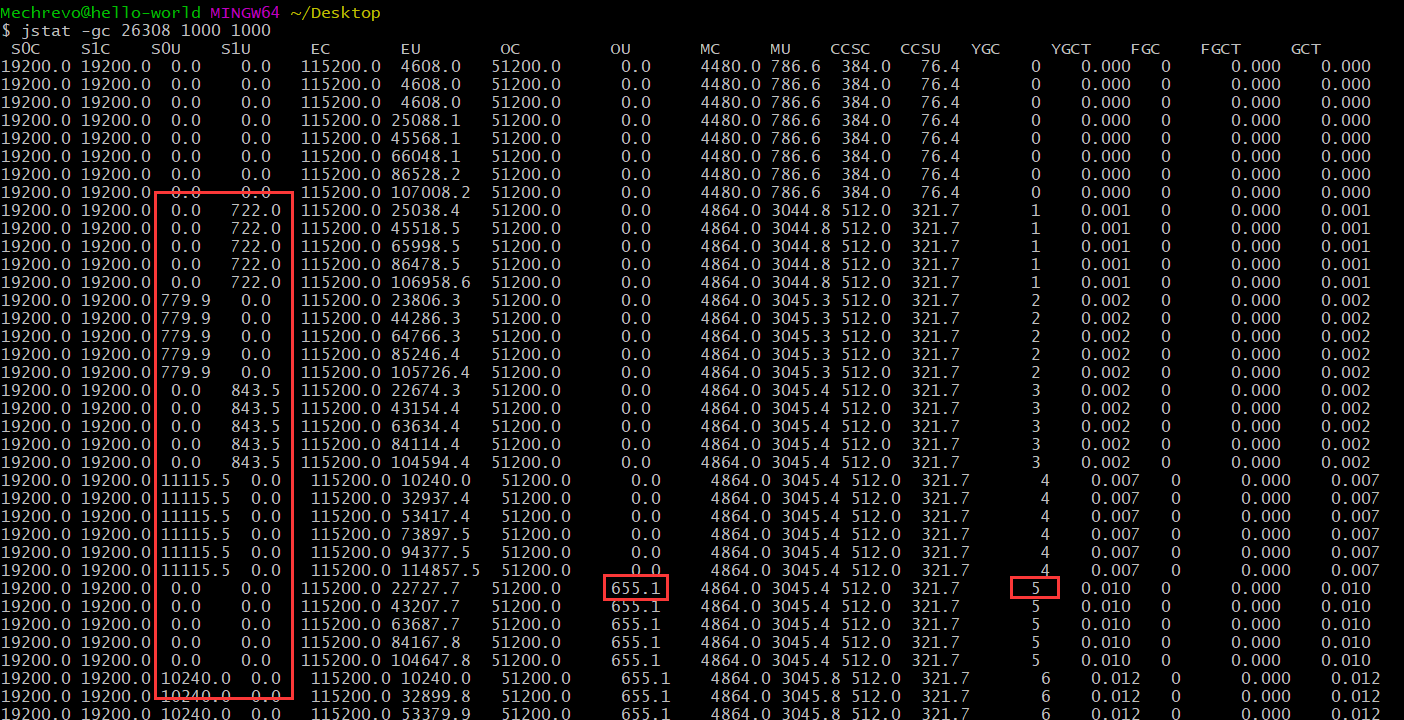 Mechrevo@hello-world MINGW64 ~/Desktop
$ jstat -gc 26308 1000 1000
S0C S1C S0U S1U EC EU OC OU MC MU CCSC CCSU YGC YGCT FGC FGCT GCT
19200.0 19200.0 0.0 0.0 115200.0 4608.0 51200.0 0.0 4480.0 786.6 384.0 76.4 0 0.000 0 0.000 0.000
19200.0 19200.0 0.0 0.0 115200.0 4608.0 51200.0 0.0 4480.0 786.6 384.0 76.4 0 0.000 0 0.000 0.000
19200.0 19200.0 0.0 0.0 115200.0 4608.0 51200.0 0.0 4480.0 786.6 384.0 76.4 0 0.000 0 0.000 0.000
19200.0 19200.0 0.0 0.0 115200.0 25088.1 51200.0 0.0 4480.0 786.6 384.0 76.4 0 0.000 0 0.000 0.000
19200.0 19200.0 0.0 0.0 115200.0 45568.1 51200.0 0.0 4480.0 786.6 384.0 76.4 0 0.000 0 0.000 0.000
19200.0 19200.0 0.0 0.0 115200.0 66048.1 51200.0 0.0 4480.0 786.6 384.0 76.4 0 0.000 0 0.000 0.000
19200.0 19200.0 0.0 0.0 115200.0 86528.2 51200.0 0.0 4480.0 786.6 384.0 76.4 0 0.000 0 0.000 0.000
19200.0 19200.0 0.0 0.0 115200.0 107008.2 51200.0 0.0 4480.0 786.6 384.0 76.4 0 0.000 0 0.000 0.000
19200.0 19200.0 0.0 722.0 115200.0 25038.4 51200.0 0.0 4864.0 3044.8 512.0 321.7 1 0.001 0 0.000 0.001
19200.0 19200.0 0.0 722.0 115200.0 45518.5 51200.0 0.0 4864.0 3044.8 512.0 321.7 1 0.001 0 0.000 0.001
19200.0 19200.0 0.0 722.0 115200.0 65998.5 51200.0 0.0 4864.0 3044.8 512.0 321.7 1 0.001 0 0.000 0.001
19200.0 19200.0 0.0 722.0 115200.0 86478.5 51200.0 0.0 4864.0 3044.8 512.0 321.7 1 0.001 0 0.000 0.001
19200.0 19200.0 0.0 722.0 115200.0 106958.6 51200.0 0.0 4864.0 3044.8 512.0 321.7 1 0.001 0 0.000 0.001
19200.0 19200.0 779.9 0.0 115200.0 23806.3 51200.0 0.0 4864.0 3045.3 512.0 321.7 2 0.002 0 0.000 0.002
19200.0 19200.0 779.9 0.0 115200.0 44286.3 51200.0 0.0 4864.0 3045.3 512.0 321.7 2 0.002 0 0.000 0.002
19200.0 19200.0 779.9 0.0 115200.0 64766.3 51200.0 0.0 4864.0 3045.3 512.0 321.7 2 0.002 0 0.000 0.002
19200.0 19200.0 779.9 0.0 115200.0 85246.4 51200.0 0.0 4864.0 3045.3 512.0 321.7 2 0.002 0 0.000 0.002
19200.0 19200.0 779.9 0.0 115200.0 105726.4 51200.0 0.0 4864.0 3045.3 512.0 321.7 2 0.002 0 0.000 0.002
19200.0 19200.0 0.0 843.5 115200.0 22674.3 51200.0 0.0 4864.0 3045.4 512.0 321.7 3 0.002 0 0.000 0.002
19200.0 19200.0 0.0 843.5 115200.0 43154.4 51200.0 0.0 4864.0 3045.4 512.0 321.7 3 0.002 0 0.000 0.002
19200.0 19200.0 0.0 843.5 115200.0 63634.4 51200.0 0.0 4864.0 3045.4 512.0 321.7 3 0.002 0 0.000 0.002
19200.0 19200.0 0.0 843.5 115200.0 84114.4 51200.0 0.0 4864.0 3045.4 512.0 321.7 3 0.002 0 0.000 0.002
19200.0 19200.0 0.0 843.5 115200.0 104594.4 51200.0 0.0 4864.0 3045.4 512.0 321.7 3 0.002 0 0.000 0.002
19200.0 19200.0 11115.5 0.0 115200.0 10240.0 51200.0 0.0 4864.0 3045.4 512.0 321.7 4 0.007 0 0.000 0.007
19200.0 19200.0 11115.5 0.0 115200.0 32937.4 51200.0 0.0 4864.0 3045.4 512.0 321.7 4 0.007 0 0.000 0.007
19200.0 19200.0 11115.5 0.0 115200.0 53417.4 51200.0 0.0 4864.0 3045.4 512.0 321.7 4 0.007 0 0.000 0.007
19200.0 19200.0 11115.5 0.0 115200.0 73897.5 51200.0 0.0 4864.0 3045.4 512.0 321.7 4 0.007 0 0.000 0.007
19200.0 19200.0 11115.5 0.0 115200.0 94377.5 51200.0 0.0 4864.0 3045.4 512.0 321.7 4 0.007 0 0.000 0.007
19200.0 19200.0 11115.5 0.0 115200.0 114857.5 51200.0 0.0 4864.0 3045.4 512.0 321.7 4 0.007 0 0.000 0.007
19200.0 19200.0 0.0 0.0 115200.0 22727.7 51200.0 655.1 4864.0 3045.4 512.0 321.7 5 0.010 0 0.000 0.010
19200.0 19200.0 0.0 0.0 115200.0 43207.7 51200.0 655.1 4864.0 3045.4 512.0 321.7 5 0.010 0 0.000 0.010
19200.0 19200.0 0.0 0.0 115200.0 63687.7 51200.0 655.1 4864.0 3045.4 512.0 321.7 5 0.010 0 0.000 0.010
19200.0 19200.0 0.0 0.0 115200.0 84167.8 51200.0 655.1 4864.0 3045.4 512.0 321.7 5 0.010 0 0.000 0.010
19200.0 19200.0 0.0 0.0 115200.0 104647.8 51200.0 655.1 4864.0 3045.4 512.0 321.7 5 0.010 0 0.000 0.010
19200.0 19200.0 10240.0 0.0 115200.0 10240.0 51200.0 655.1 4864.0 3045.8 512.0 321.7 6 0.012 0 0.000 0.012
19200.0 19200.0 10240.0 0.0 115200.0 32899.8 51200.0 655.1 4864.0 3045.8 512.0 321.7 6 0.012 0 0.000 0.012
19200.0 19200.0 10240.0 0.0 115200.0 53379.9 51200.0 655.1 4864.0 3045.8 512.0 321.7 6 0.012 0 0.000 0.012